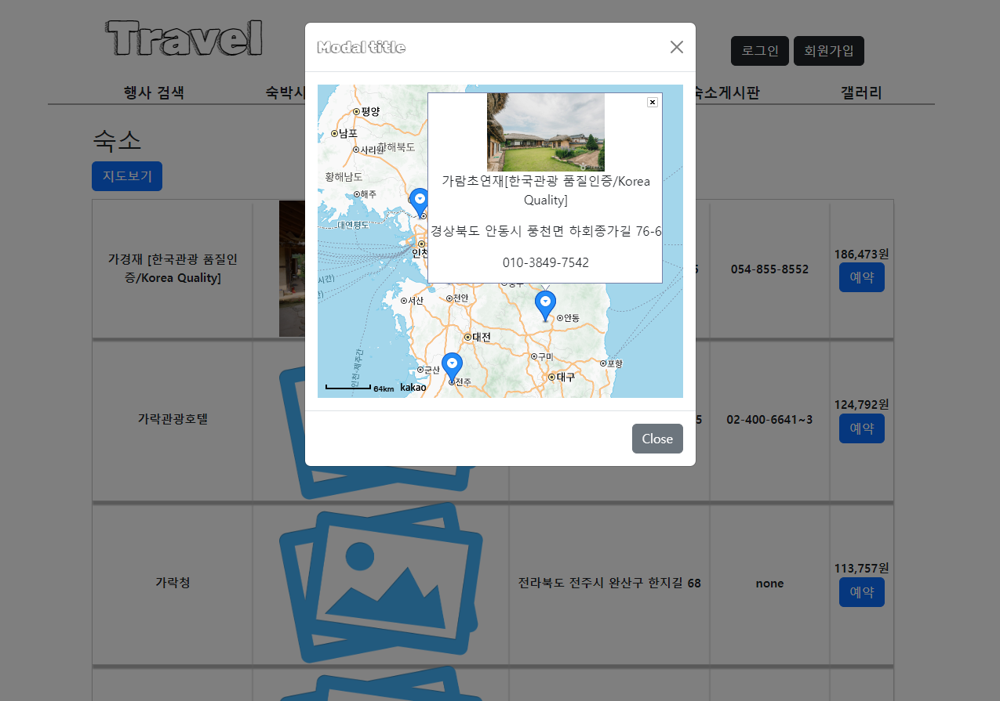 Travel
로그인
회원가입
행사 검색
숙박시
숙소게시판
갤러리
숙소
지도보기
Modal title
평양
남포
사리원
황해북도
황해남도
해주
대연평도
인천
서산
천안
충주
안동
대전
구미
군산
포항
전주
대구
인천-제주간
64km
kakao
가람초연재[한국관광 품질인증/Korea
Quality]
경상북도 안동시 풍천면 하회종가길 76-6
010-3849-7542
Close
가경재 [한국관광 품질인
증/Korea Quality]
054-855-8552
186,473원
예약
가락관광호텔
5
02-400-6641~3
124,792원
예약
가락청
전라북도 전주시 완산구 한지길 68
none
113,757원
예약